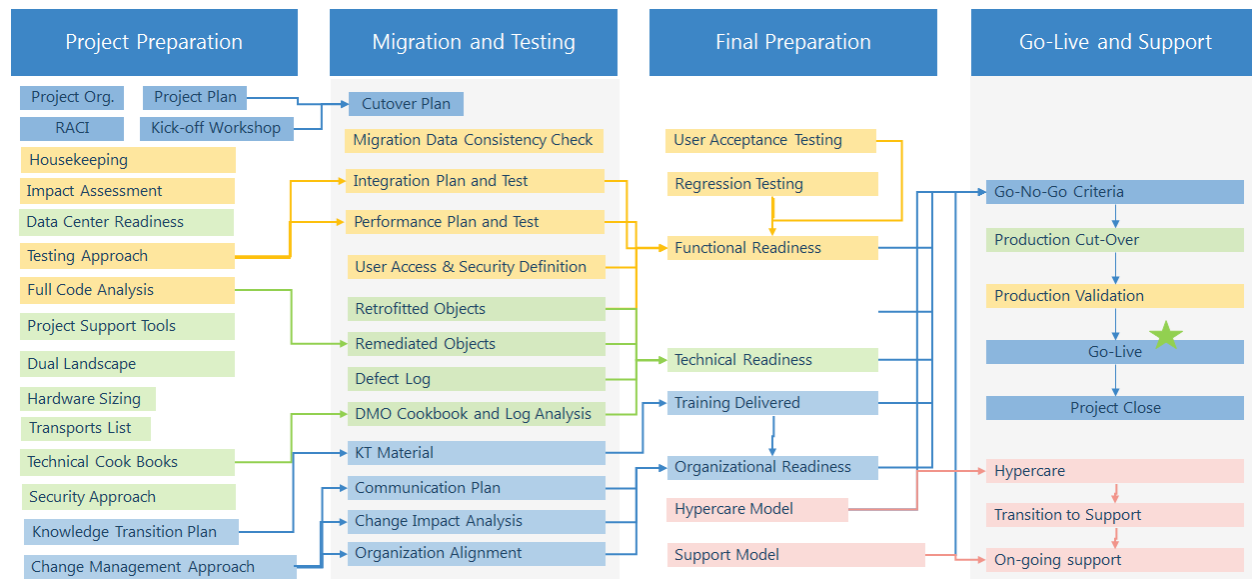 Project Preparation
Project Org.
Project Plan
RACI
Kick-off Workshop
Housekeeping
Impact Assessment
Data Center Readiness
Testing Approach
Full Code Analysis
Project Support Tools
Dual Landscape
Hardware Sizing
Transports List
Technical Cook Books
Security Approach
Knowledge Transition Plan
Change Management Approach
Migration and Testing
Cutover Plan
Migration Data Consistency Check
Integration Plan and Test
Performance Plan and Test
User Access & Security Definition
Retrofitted Objects
Remediated Objects
Defect Log
DMO Cookbook and Log Analysis
KT Material
Communication Plan
Change Impact Analysis
Organization Alignment
Final Preparation
User Acceptance Testing
Regression Testing
Functional Readiness
Technical Readiness
Training Delivered
Organizational Readiness
Hypercare Model
Support Model
Go-Live and Support
Go-No-Go Criteria
Production Cut-Over
Production Validation
Go-Live
Project Close
Hypercare
Transition to Support
On-going support